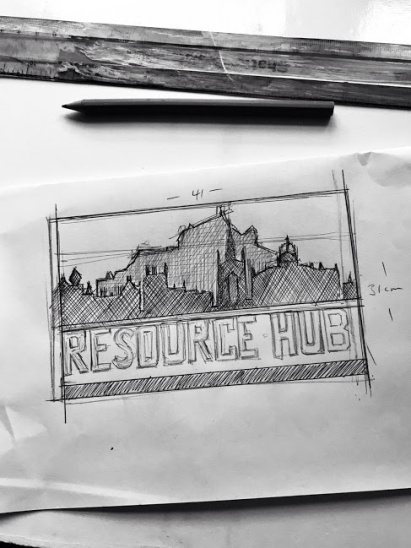 — 41 —
31cm
RESOURCE HUB